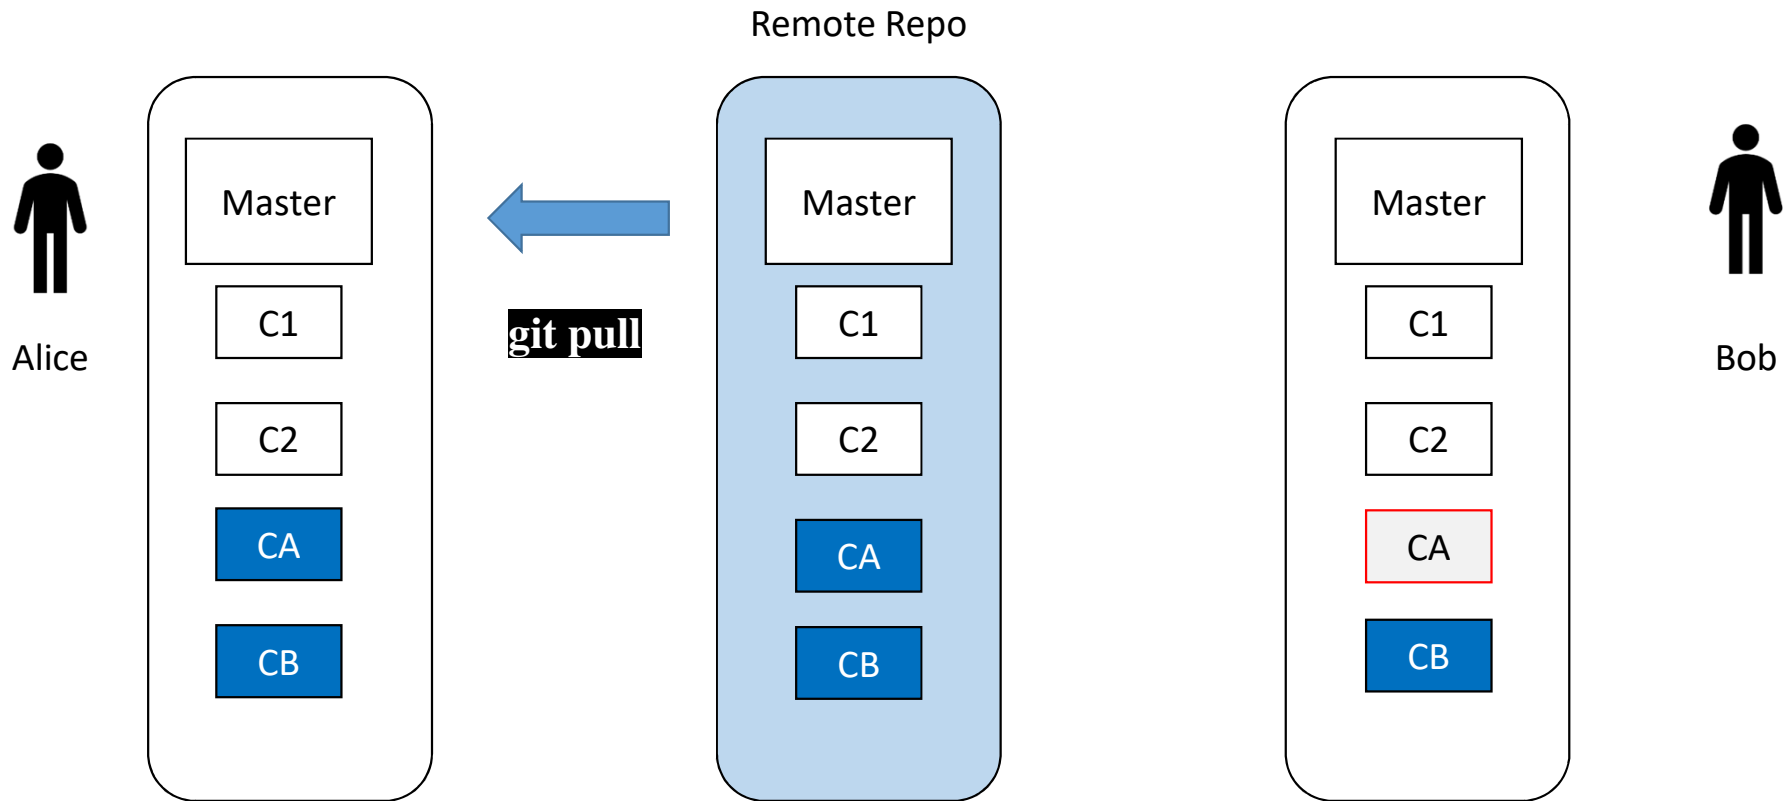 Remote Repo
Alice
Master
C1
C2
CA
CB
git pull
Master
C1
C2
CA
CB
Master
C1
C2
CA
CB
Bob